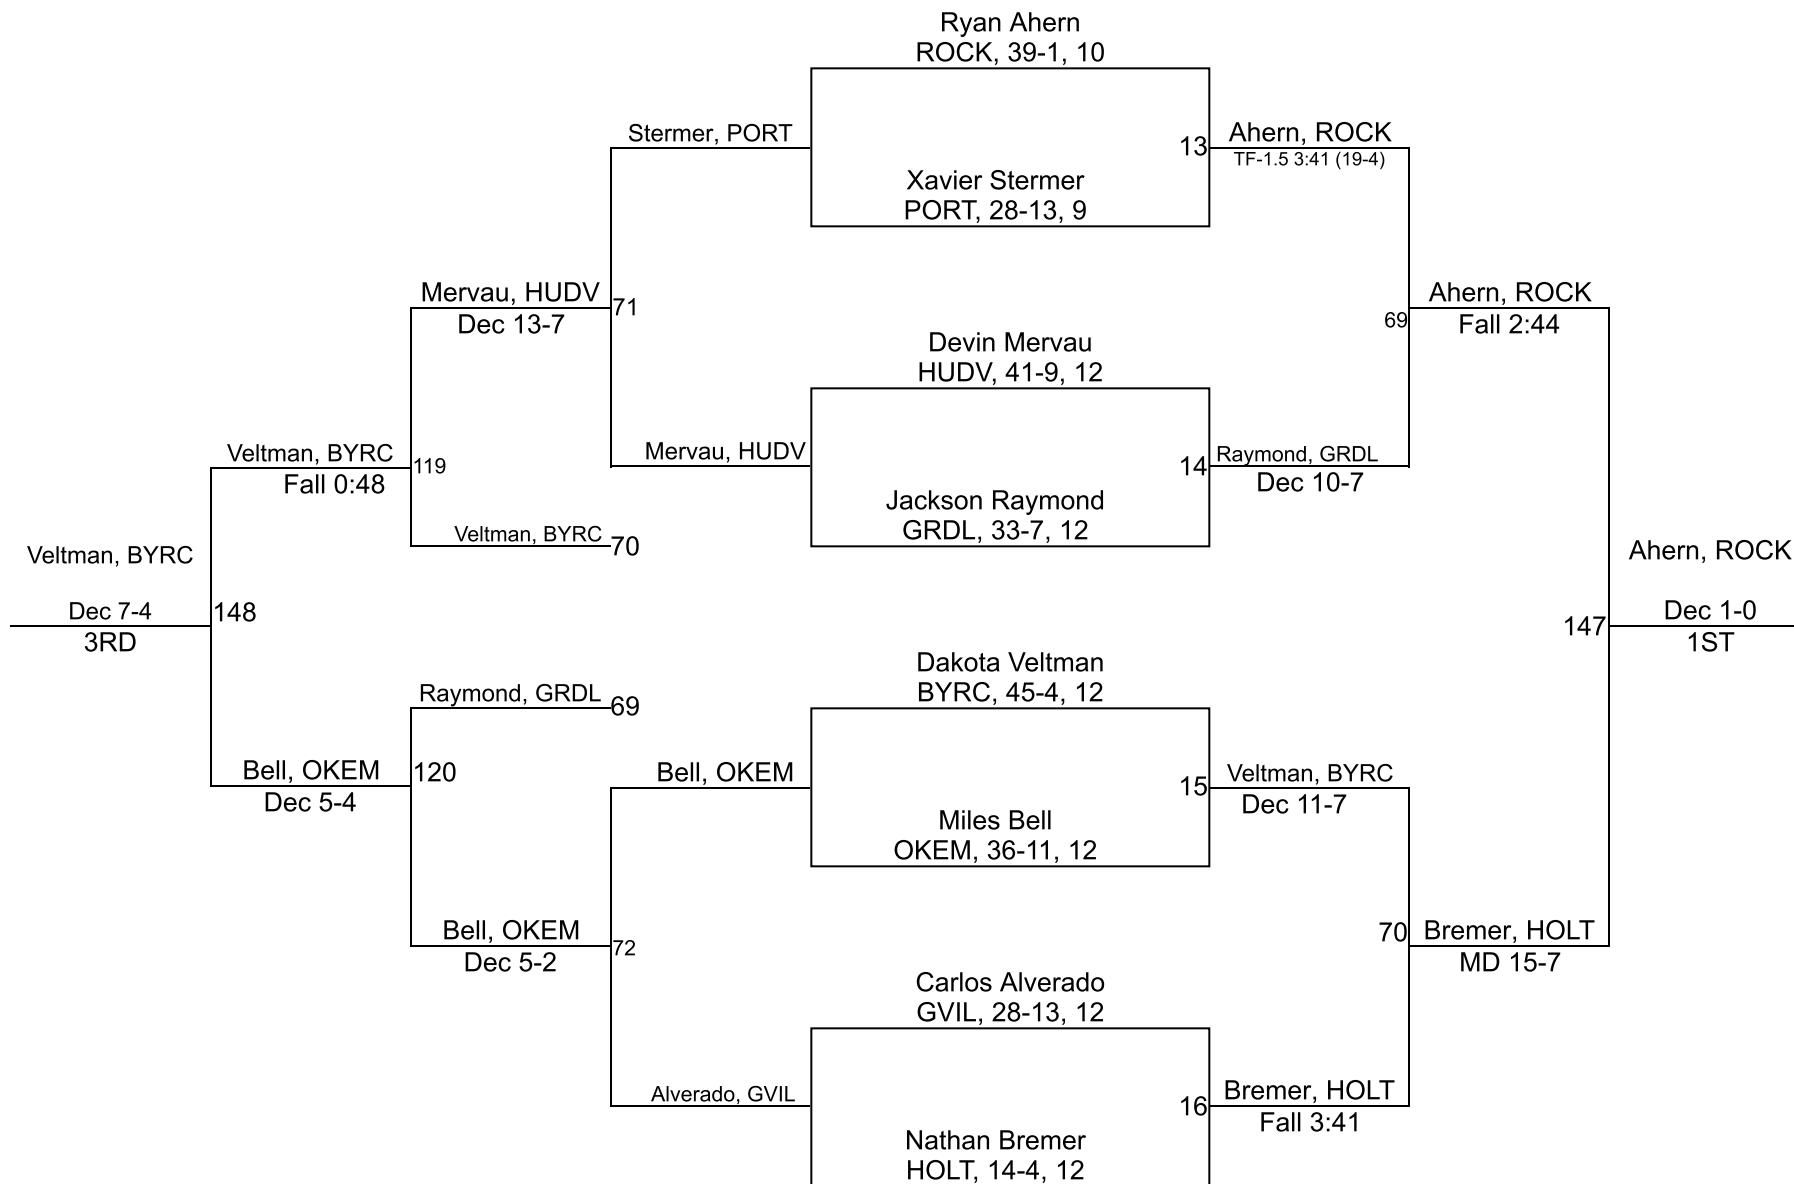 Ryan Ahern
ROCK, 39-1, 10
Stermer, PORT
13
Ahern, ROCK
TF-1.5 3:41 (19-4)
Xavier Stermer
PORT, 28-13, 9
Mervau, HUDV
Dec 13-7
71
69
Ahern, ROCK
Fall 2:44
Devin Mervau
HUDV, 41-9, 12
Veltman, BYRC
Fall 0:48
119
Mervau, HUDV
14
Raymond, GRDL
Dec 10-7
Jackson Raymond
GRDL, 33-7, 12
Veltman, BYRC
70
Veltman, BYRC
Dec 7-4
3RD
148
Ahern, ROCK
147
Dec 1-0
1ST
Dakota Veltman
BYRC, 45-4, 12
Raymond, GRDL
69
Bell, OKEM
Dec 5-4
120
Bell, OKEM
15
Veltman, BYRC
Dec 11-7
Miles Bell
OKEM, 36-11, 12
Bell, OKEM
Dec 5-2
72
70
Bremer, HOLT
MD 15-7
Carlos Alverado
GVIL, 28-13, 12
Alverado, GVIL
16
Bremer, HOLT
Fall 3:41
Nathan Bremer
HOLT, 14-4, 12